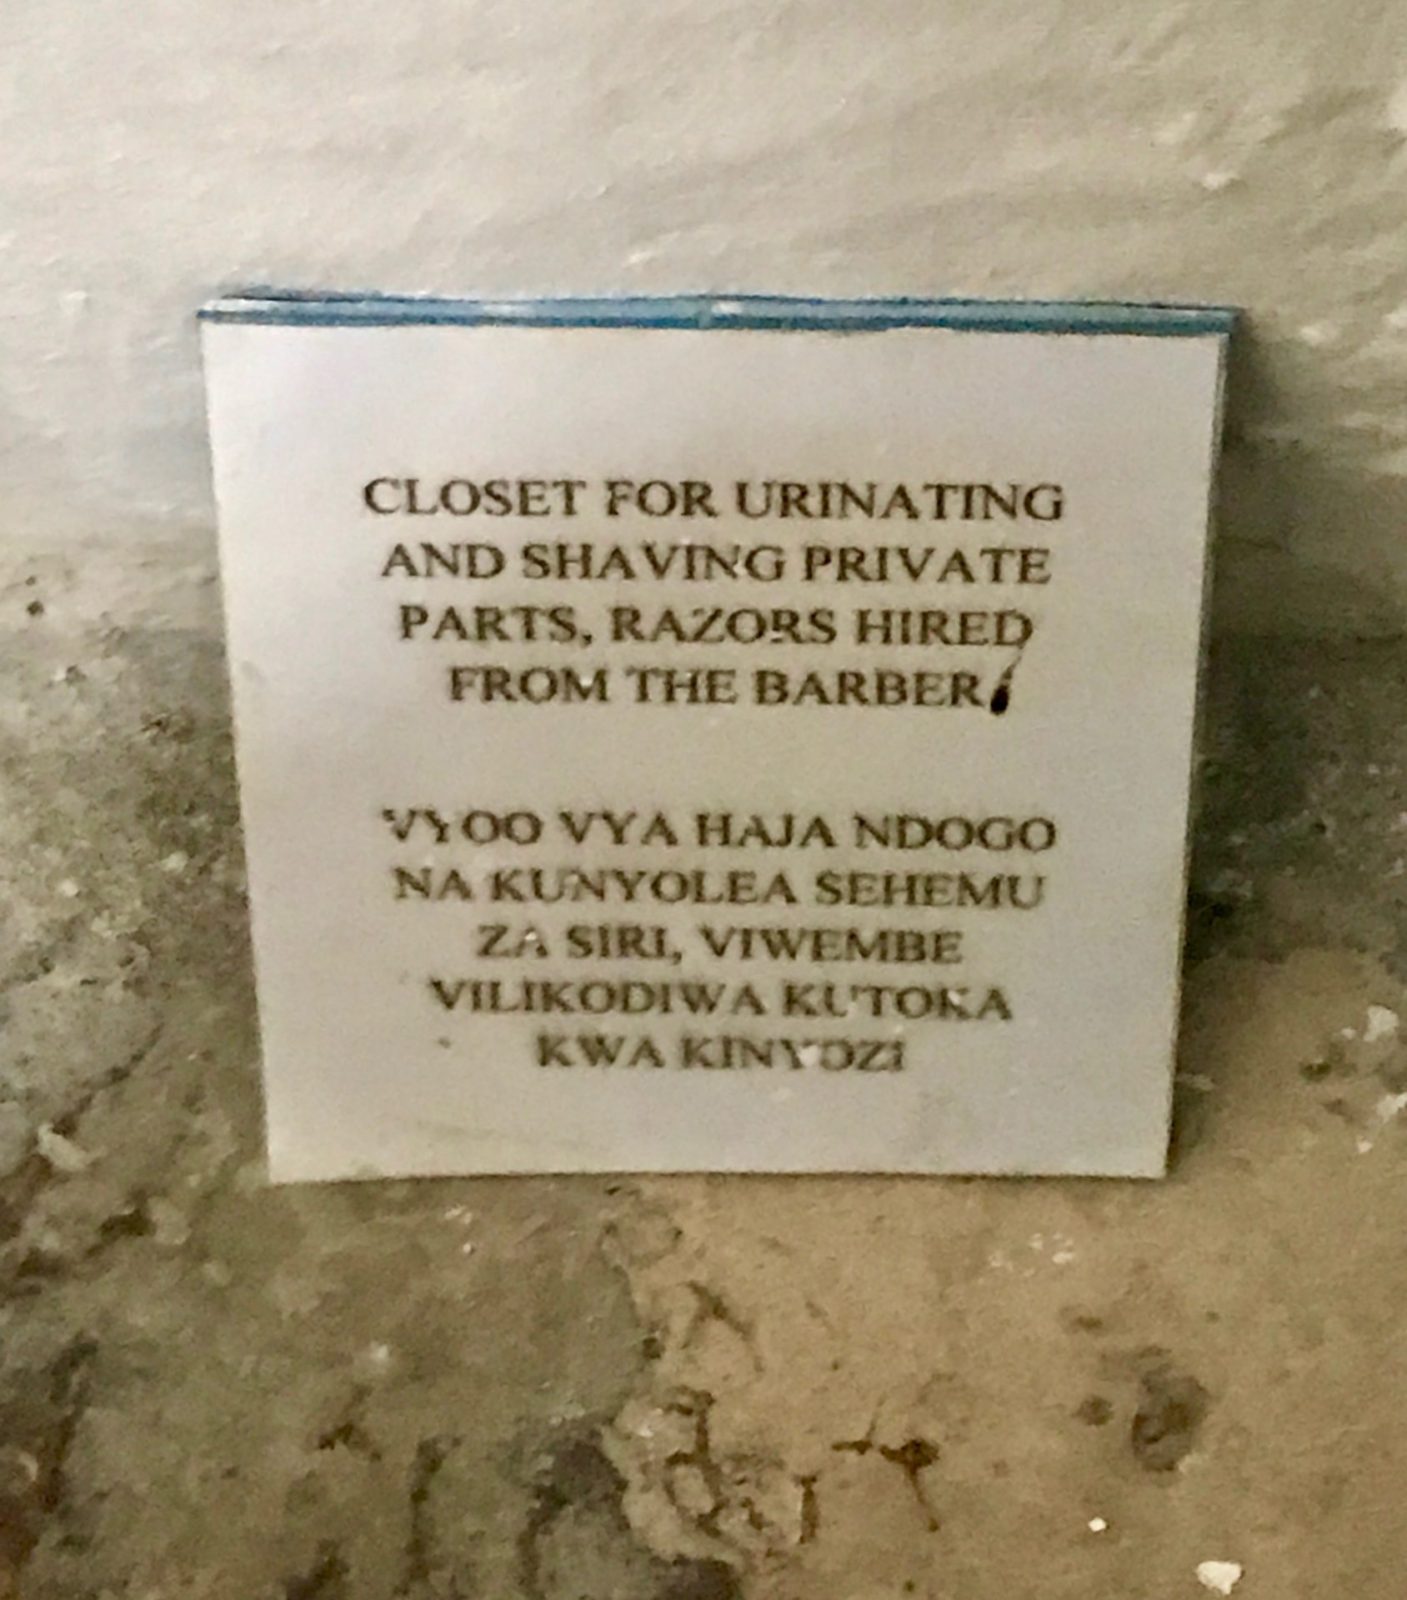 CLOSET FOR URINATING
AND SHAVING PRIVATE
PARTS, RAZORS HIRED
FROM THE BARBER
VYOO VYA HAJA NDOGO
NA KUNYOLEA SEHEMU
ZA SIRI, VIWEMBE
VILIKODIWA KUTOKA
KWA KINYOZI